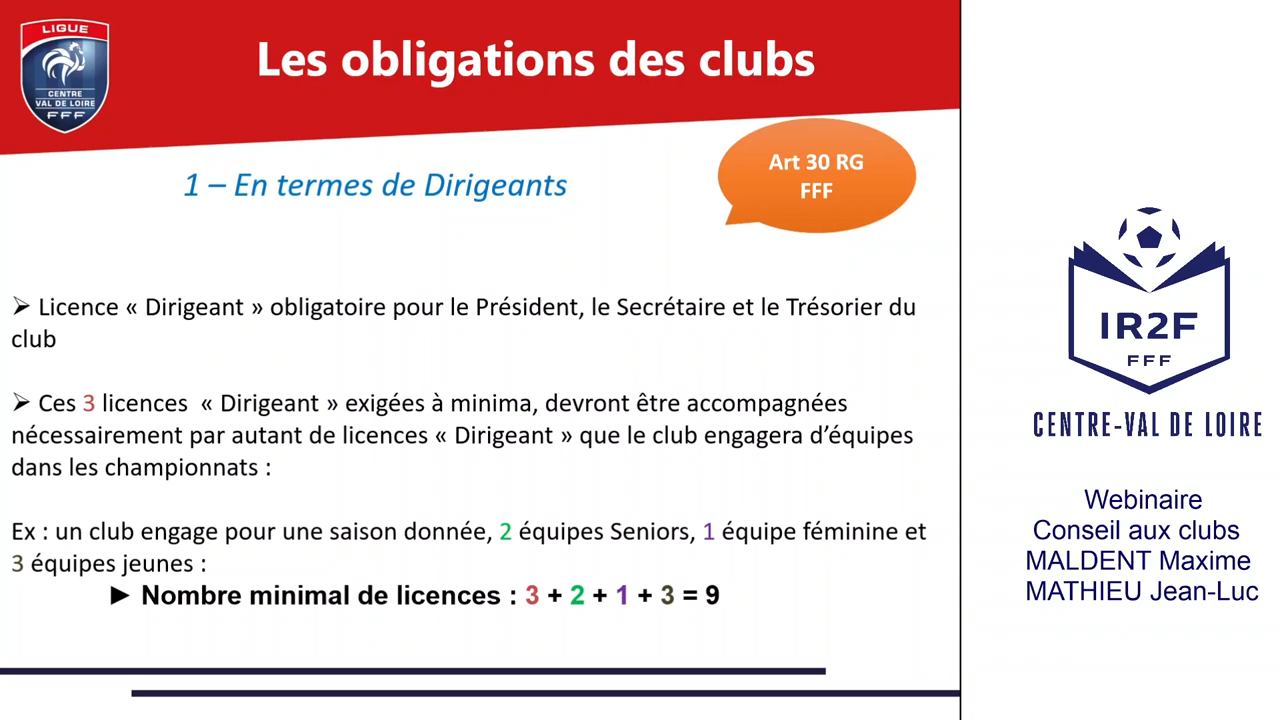 LIGUE
CENTRE
VAL DE LOIRE
FFF
Les obligations des clubs
Art 30 RG
FFF
1 – En termes de Dirigeants
➢ Licence « Dirigeant » obligatoire pour le Président, le Secrétaire et le Trésorier du
club
➢ Ces 3 licences « Dirigeant » exigées à minima, devront être accompagnées
nécessairement par autant de licences « Dirigeant » que le club engagera d’équipes
dans les championnats :
Ex : un club engage pour une saison donnée, 2 équipes Seniors, 1 équipe féminine et
3 équipes jeunes :
► Nombre minimal de licences : 3 + 2 + 1 + 3 = 9
IR2F
FFF
CENTRE-VAL DE LOIRE
Webinaire
Conseil aux clubs
MALDENT Maxime
MATHIEU Jean-Luc